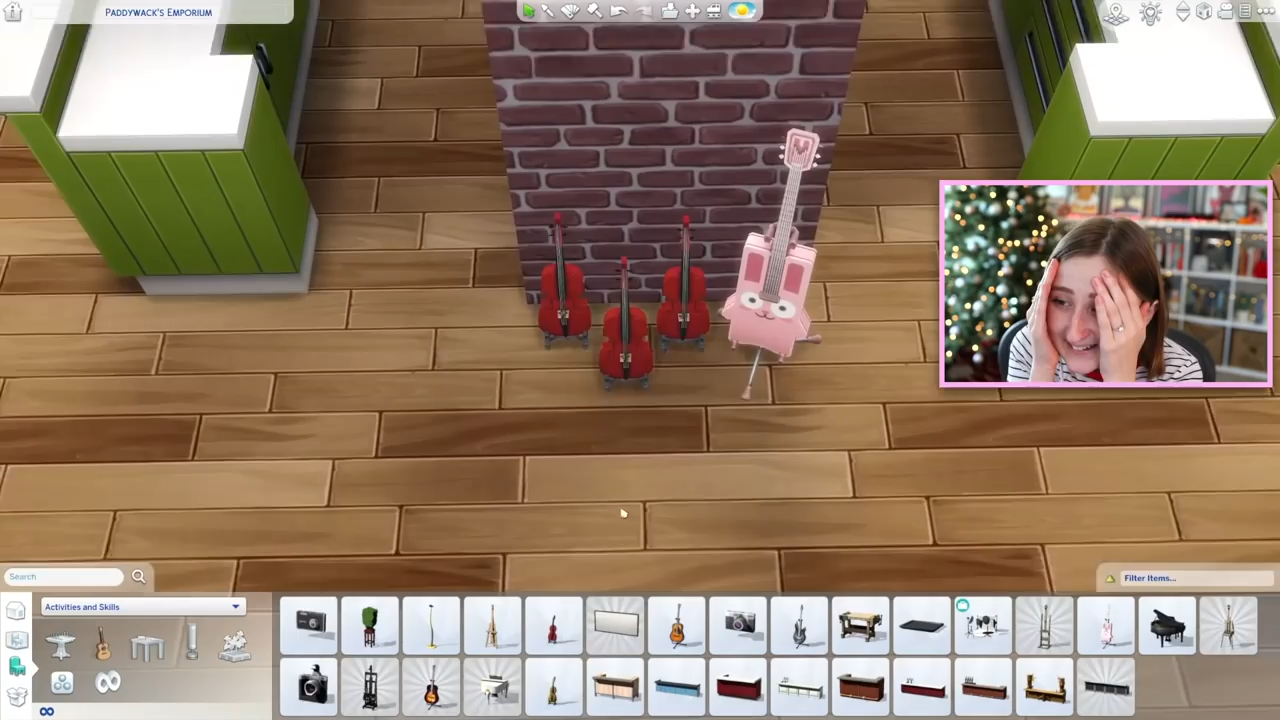 PADDYWACK'S EMPORIUM
Search
Filter Items...
Activities and Skills